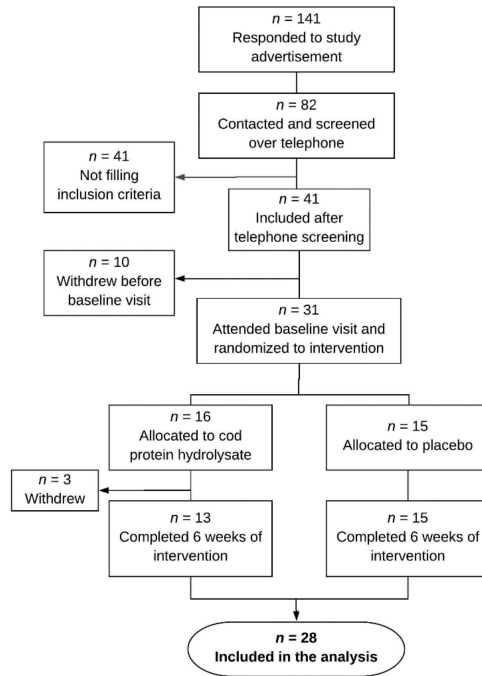 n = 141
Responded to study
advertisement
n = 82
Contacted and screened
over telephone
n = 41
Not filling
inclusion criteria
n = 41
Included after
telephone screening
n = 10
Withdrew before
baseline visit
n = 31
Attended baseline visit and
randomized to intervention
n = 16
Allocated to cod
protein hydrolysate
n = 15
Allocated to placebo
n = 3
Withdrew
n = 13
Completed 6 weeks of
intervention
n = 15
Completed 6 weeks of
intervention
n = 28
Included in the analysis